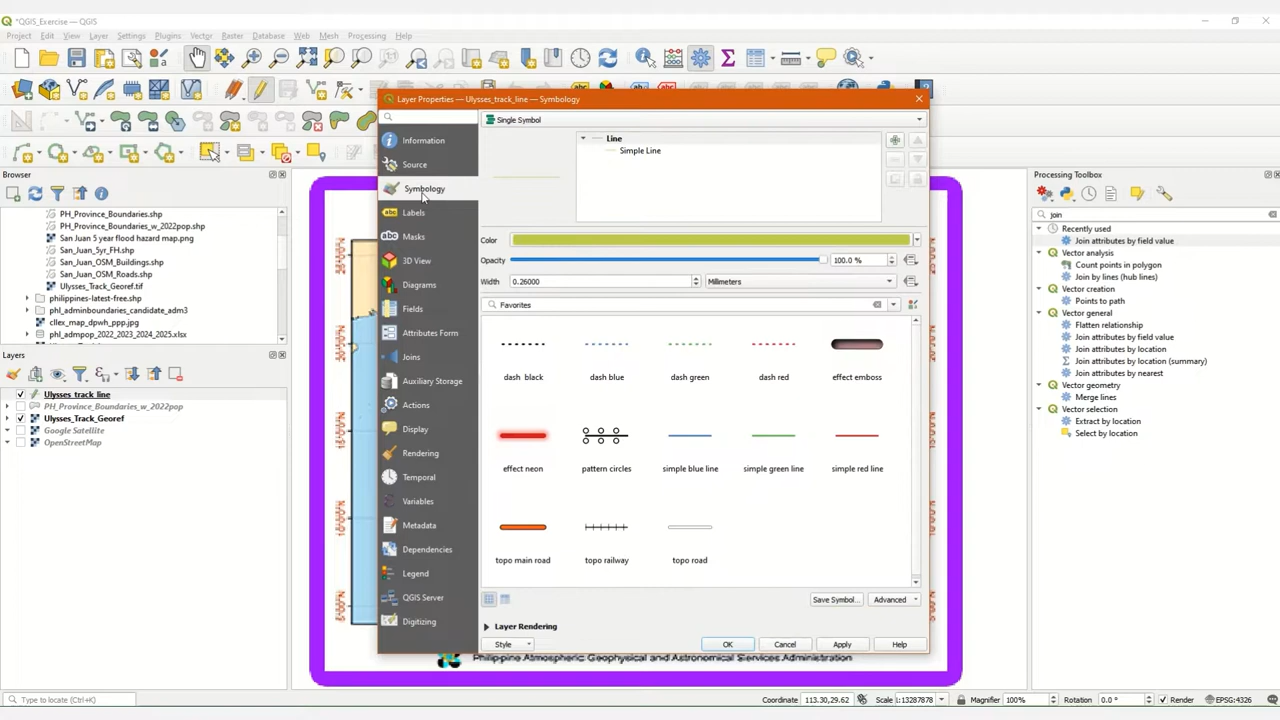 *QGIS_Exercise — QGIS
Project Edit View Layer Settings Plugins Vector Raster Database Web Mesh Processing Help
Layer Properties — Ulysses_track_line — Symbology
Information
Source
Symbology
Labels
Masks
3D View
Diagrams
Fields
Attributes Form
Joins
Auxiliary Storage
Actions
Display
Rendering
Temporal
Variables
Metadata
Dependencies
Legend
QGIS Server
Digitizing
Single Symbol
Line
Simple Line
Color
Opacity 100.0 %
Width 0.26000 Millimeters
Favorites
dash black dash blue dash green dash red effect emboss
effect neon pattern circles simple blue line simple green line simple red line
topo main road topo railway topo road
Save Symbol... Advanced
Layer Rendering
Style OK Cancel Apply Help
Browser
PH_Province_Boundaries.shp
PH_Province_Boundaries_w_2022pop.shp
San Juan 5 year flood hazard map.png
San_Juan_5yr_FH.shp
San_Juan_OSM_Buildings.shp
San_Juan_OSM_Roads.shp
Ulysses_Track_Georef.tif
philippines-latest-free.shp
phl_adminboundaries_candidate_adm3
cllex_map_dpwh_ppp.jpg
phl_admpop_2022_2023_2024_2025.xlsx
Layers
Ulysses_track_line
PH_Province_Boundaries_w_2022pop
Ulysses_Track_Georef
Google Satellite
OpenStreetMap
Processing Toolbox
join
Recently used
Join attributes by field value
Vector analysis
Count points in polygon
Join by lines (hub lines)
Vector creation
Points to path
Vector general
Flatten relationship
Join attributes by field value
Join attributes by location
Join attributes by location (summary)
Join attributes by nearest
Vector geometry
Merge lines
Vector selection
Extract by location
Select by location
Philippine Atmospheric, Geophysical and Astronomical Services Administration
Type to locate (Ctrl+K) Coordinate 113.30,29.62 Scale 1:13287878 Magnifier 100% Rotation 0.0 ° Render EPSG:4326